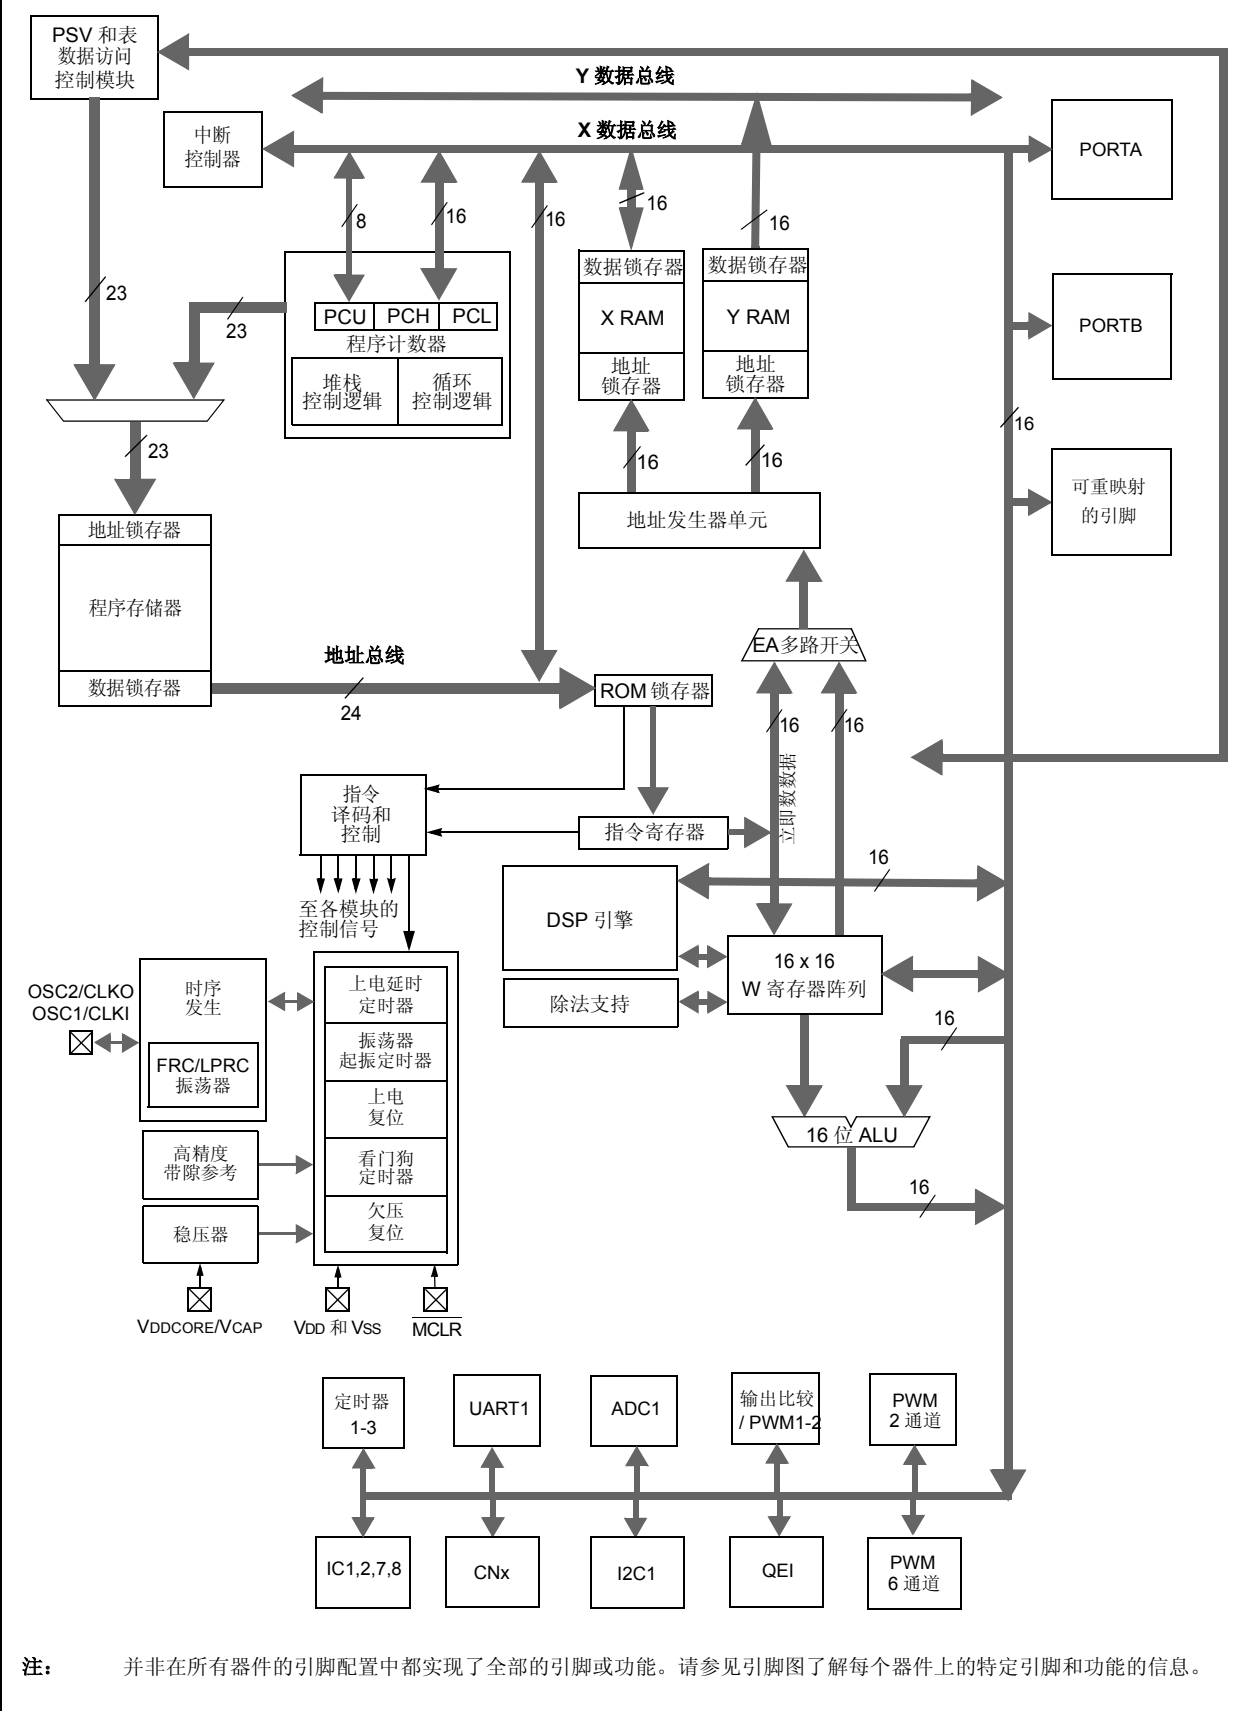 PSV 和表
数据访问
控制模块
Y 数据总线
X 数据总线
中断
控制器
PORTA
8
16
16
16
16
数据锁存器
数据锁存器
X RAM
Y RAM
地址
锁存器
地址
锁存器
23
23
PCU
PCH
PCL
程序计数器
堆栈
控制逻辑
循环
控制逻辑
PORTB
16
23
16
16
地址发生器单元
可重映射
的引脚
地址锁存器
程序存储器
数据锁存器
地址总线
24
EA多路开关
ROM 锁存器
16
16
立即数数据
指令
译码和
控制
指令寄存器
至各模块的
控制信号
DSP 引擎
16
16 x 16
W 寄存器阵列
除法支持
16
16 位 ALU
16
OSC2/CLKO
OSC1/CLKI
时序
发生
FRC/LPRC
振荡器
高精度
带隙参考
稳压器
上电延时
定时器
振荡器
起振定时器
上电
复位
看门狗
定时器
欠压
复位
VDDCORE/VCAP
VDD 和 VSS
MCLR
定时器
1-3
UART1
ADC1
输出比较
/ PWM1-2
PWM
2 通道
IC1,2,7,8
CNx
I2C1
QEI
PWM
6 通道
注： 并非在所有器件的引脚配置中都实现了全部的引脚或功能。请参见引脚图了解每个器件上的特定引脚和功能的信息。